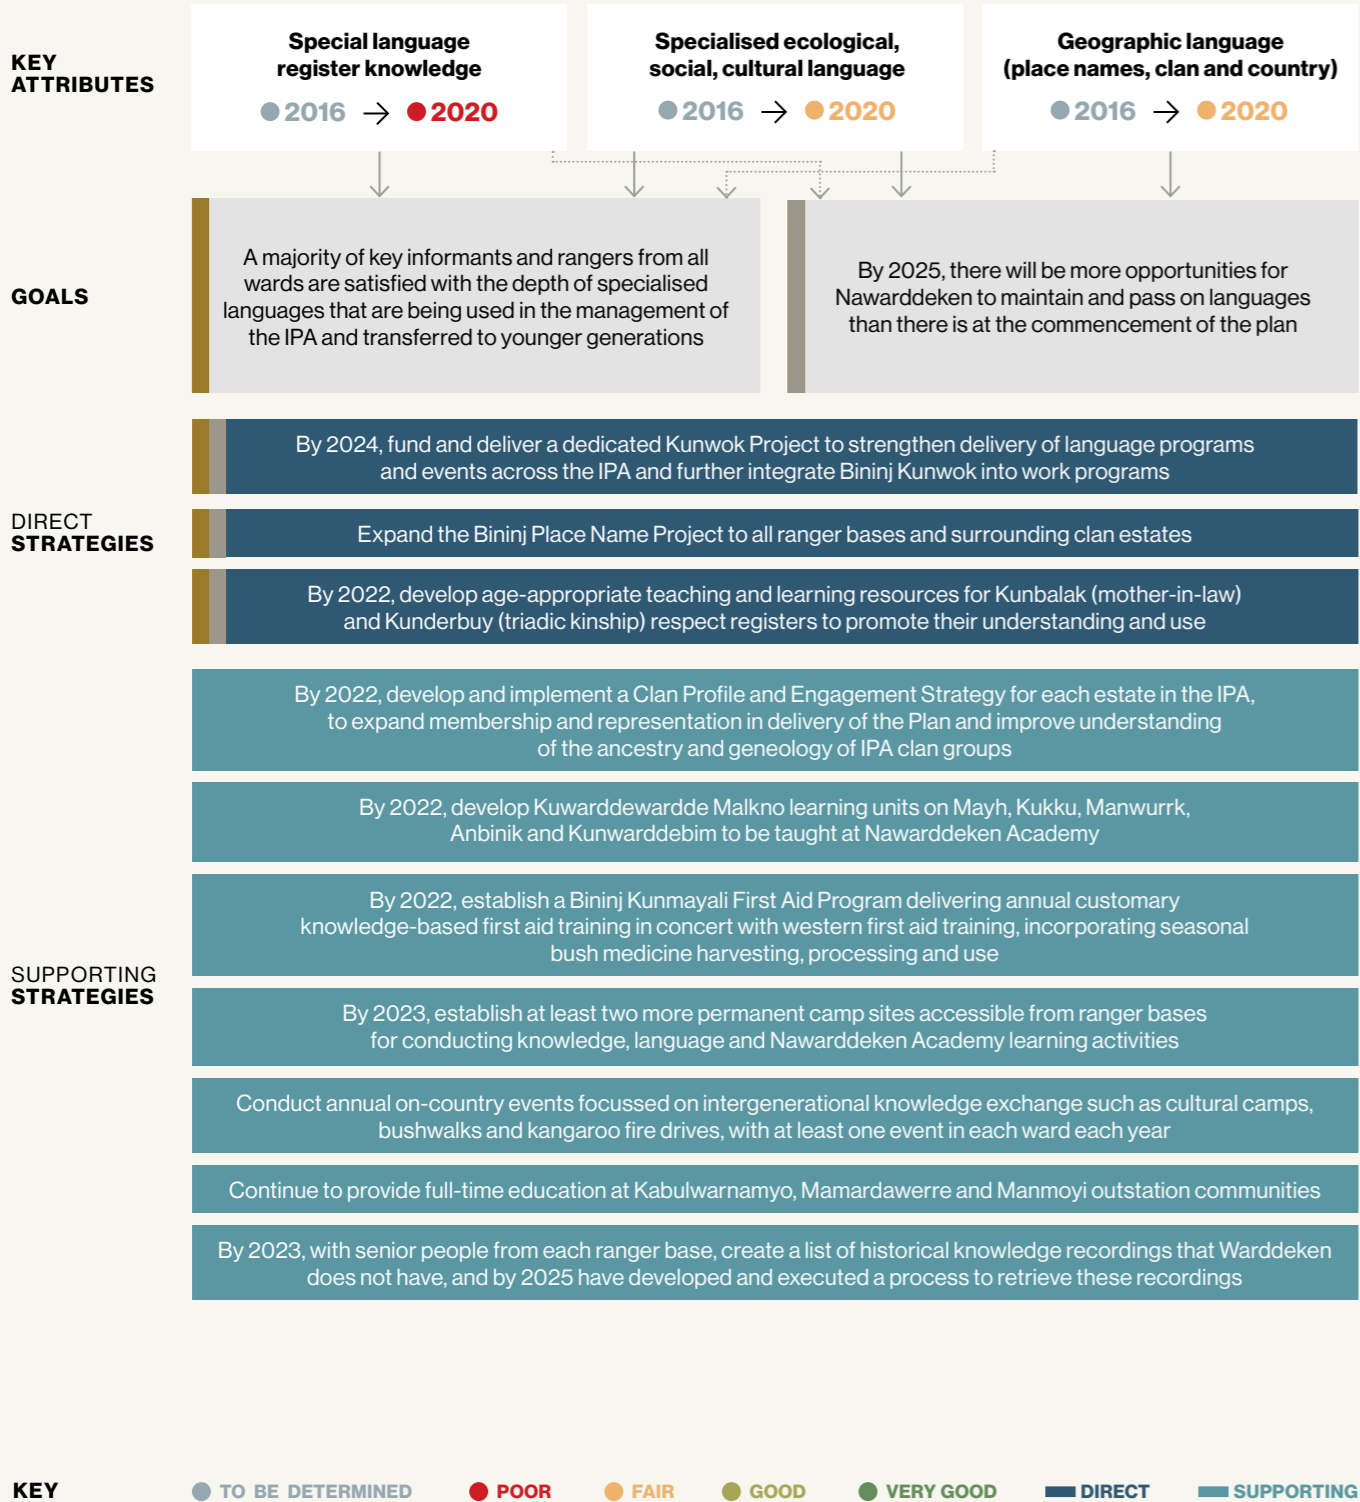 KEY
ATTRIBUTES
Special language
register knowledge
2016 → 2020
Specialised ecological,
social, cultural language
2016 → 2020
Geographic language
(place names, clan and country)
2016 → 2020
GOALS
A majority of key informants and rangers from all
wards are satisfied with the depth of specialised
languages that are being used in the management of
the IPA and transferred to younger generations
By 2025, there will be more opportunities for
Nawarddeken to maintain and pass on languages
than there is at the commencement of the plan
DIRECT
STRATEGIES
By 2024, fund and deliver a dedicated Kunwok Project to strengthen delivery of language programs
and events across the IPA and further integrate Bininj Kunwok into work programs
Expand the Bininj Place Name Project to all ranger bases and surrounding clan estates
By 2022, develop age-appropriate teaching and learning resources for Kunbalak (mother-in-law)
and Kunderbuy (triadic kinship) respect registers to promote their understanding and use
SUPPORTING
STRATEGIES
By 2022, develop and implement a Clan Profile and Engagement Strategy for each estate in the IPA,
to expand membership and representation in delivery of the Plan and improve understanding
of the ancestry and geneology of IPA clan groups
By 2022, develop Kuwarddewardde Malkno learning units on Mayh, Kukku, Manwurrk,
Anbinik and Kunwarddebim to be taught at Nawarddeken Academy
By 2022, establish a Bininj Kunmayali First Aid Program delivering annual customary
knowledge-based first aid training in concert with western first aid training, incorporating seasonal
bush medicine harvesting, processing and use
By 2023, establish at least two more permanent camp sites accessible from ranger bases
for conducting knowledge, language and Nawarddeken Academy learning activities
Conduct annual on-country events focussed on intergenerational knowledge exchange such as cultural camps,
bushwalks and kangaroo fire drives, with at least one event in each ward each year
Continue to provide full-time education at Kabulwarnamyo, Mamardawerre and Manmoyi outstation communities
By 2023, with senior people from each ranger base, create a list of historical knowledge recordings that Warddeken
does not have, and by 2025 have developed and executed a process to retrieve these recordings
KEY
TO BE DETERMINED
POOR
FAIR
GOOD
VERY GOOD
DIRECT
SUPPORTING